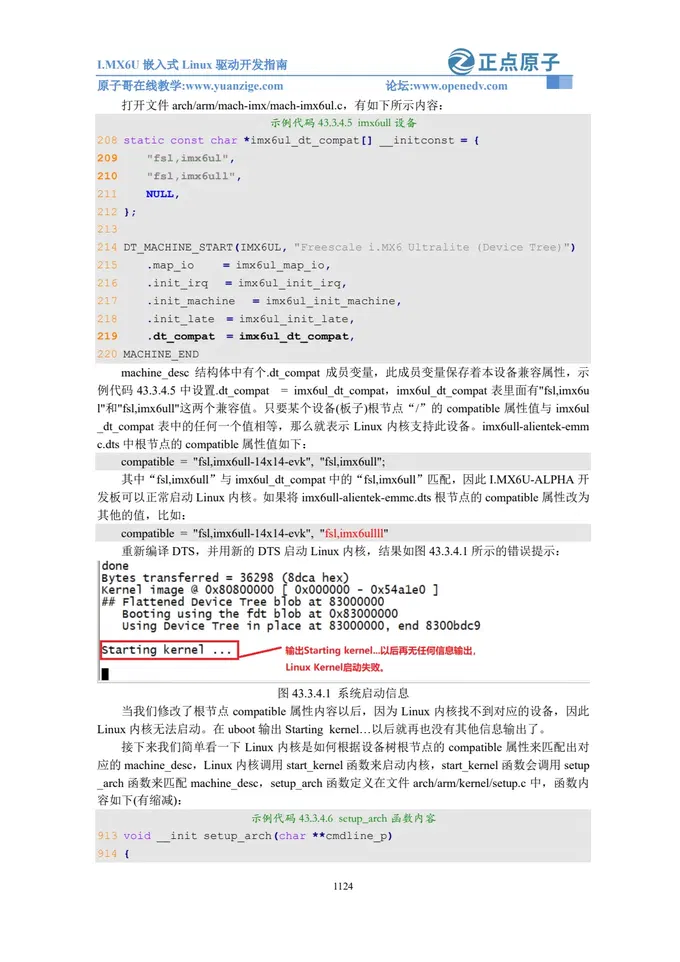 I.MX6U 嵌入式 Linux 驱动开发指南
正点原子
原子哥在线教学:www.yuanzige.com 论坛:www.openedv.com
打开文件 arch/arm/mach-imx/mach-imx6ul.c，有如下所示内容：
示例代码 43.3.4.5 imx6ull 设备
208 static const char *imx6ul_dt_compat[] __initconst = {
209 "fsl,imx6ul",
210 "fsl,imx6ull",
211 NULL,
212 };
213
214 DT_MACHINE_START(IMX6UL, "Freescale i.MX6 Ultralite (Device Tree)")
215 .map_io = imx6ul_map_io,
216 .init_irq = imx6ul_init_irq,
217 .init_machine = imx6ul_init_machine,
218 .init_late = imx6ul_init_late,
219 .dt_compat = imx6ul_dt_compat,
220 MACHINE_END
machine_desc 结构体中有个.dt_compat 成员变量，此成员变量保存着本设备兼容属性，示
例代码 43.3.4.5 中设置.dt_compat = imx6ul_dt_compat，imx6ul_dt_compat 表里面有"fsl,imx6u
l"和"fsl,imx6ull"这两个兼容值。只要某个设备(板子)根节点“/”的 compatible 属性值与 imx6ul
_dt_compat 表中的任何一个值相等，那么就表示 Linux 内核支持此设备。imx6ull-alientek-emm
c.dts 中根节点的 compatible 属性值如下：
compatible = "fsl,imx6ull-14x14-evk", "fsl,imx6ull";
其中“fsl,imx6ull”与 imx6ul_dt_compat 中的“fsl,imx6ull”匹配，因此 I.MX6U-ALPHA 开
发板可以正常启动 Linux 内核。如果将 imx6ull-alientek-emmc.dts 根节点的 compatible 属性改为
其他的值，比如：
compatible = "fsl,imx6ull-14x14-evk", "fsl,imx6ullll"
重新编译 DTS，并用新的 DTS 启动 Linux 内核，结果如图 43.3.4.1 所示的错误提示：
done
Bytes transferred = 36298 (8dca hex)
Kernel image @ 0x80800000 [ 0x000000 - 0x54a1e0 ]
## Flattened Device Tree blob at 83000000
Booting using the fdt blob at 0x83000000
Using Device Tree in place at 83000000, end 8300bdc9
Starting kernel ...
输出Starting kernel...以后再无任何信息输出，
Linux Kernel启动失败。
图 43.3.4.1 系统启动信息
当我们修改了根节点 compatible 属性内容以后，因为 Linux 内核找不到对应的设备，因此
Linux 内核无法启动。在 uboot 输出 Starting kernel…以后就再也没有其他信息输出了。
接下来我们简单看一下 Linux 内核是如何根据设备树根节点的 compatible 属性来匹配出对
应的 machine_desc，Linux 内核调用 start_kernel 函数来启动内核，start_kernel 函数会调用 setup
_arch 函数来匹配 machine_desc，setup_arch 函数定义在文件 arch/arm/kernel/setup.c 中，函数内
容如下(有缩减)：
示例代码 43.3.4.6 setup_arch 函数内容
913 void __init setup_arch(char **cmdline_p)
914 {
1124